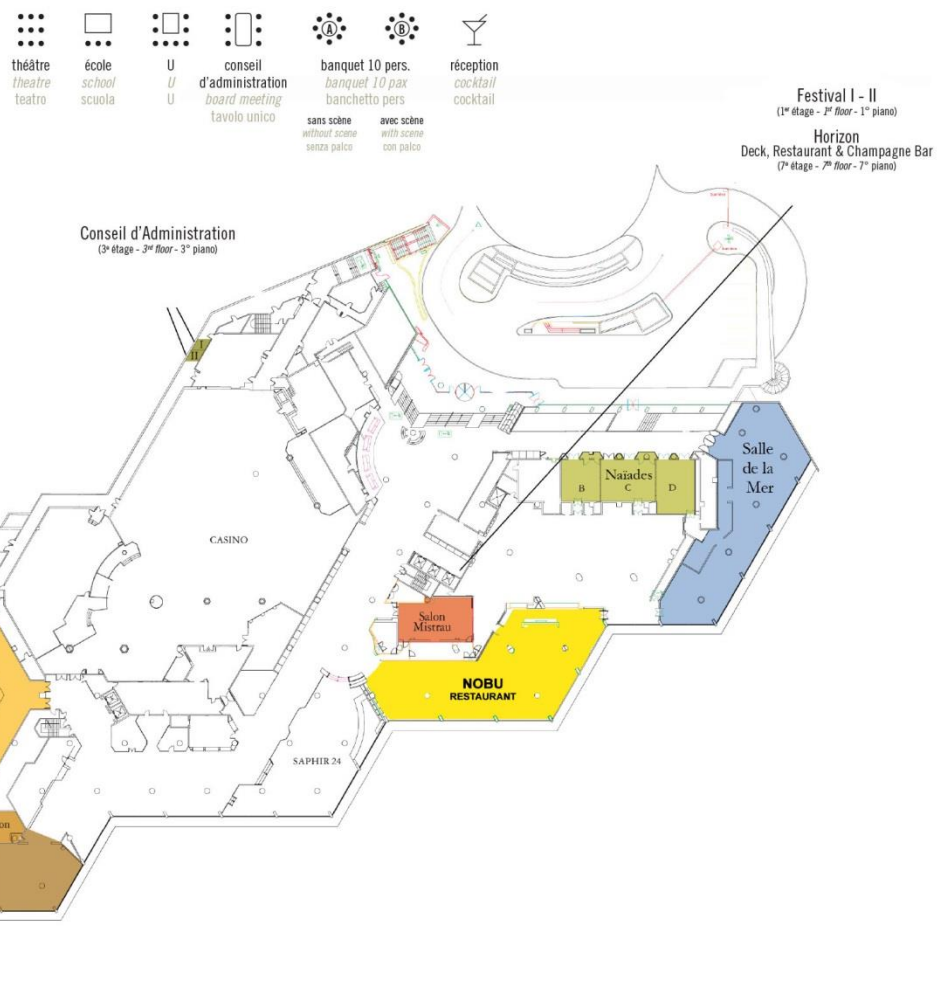 A
B
théâtre
theatre
teatro
école
school
scuola
U
U
U
conseil
d'administration
board meeting
tavolo unico
banquet 10 pers.
banquet 10 pax
banchetto pers
sans scène
without scene
senza palco
avec scène
with scene
con palco
réception
cocktail
cocktail
Festival I - II
(1er étage - 1st floor - 1° piano)
Horizon
Deck, Restaurant & Champagne Bar
(7e étage - 7th floor - 7° piano)
Conseil d'Administration
(3e étage - 3rd floor - 3° piano)
I
II
Salle
de la
Mer
Naïades
B
C
D
CASINO
Salon
Mistrau
NOBU
RESTAURANT
SAPHIR 24
on